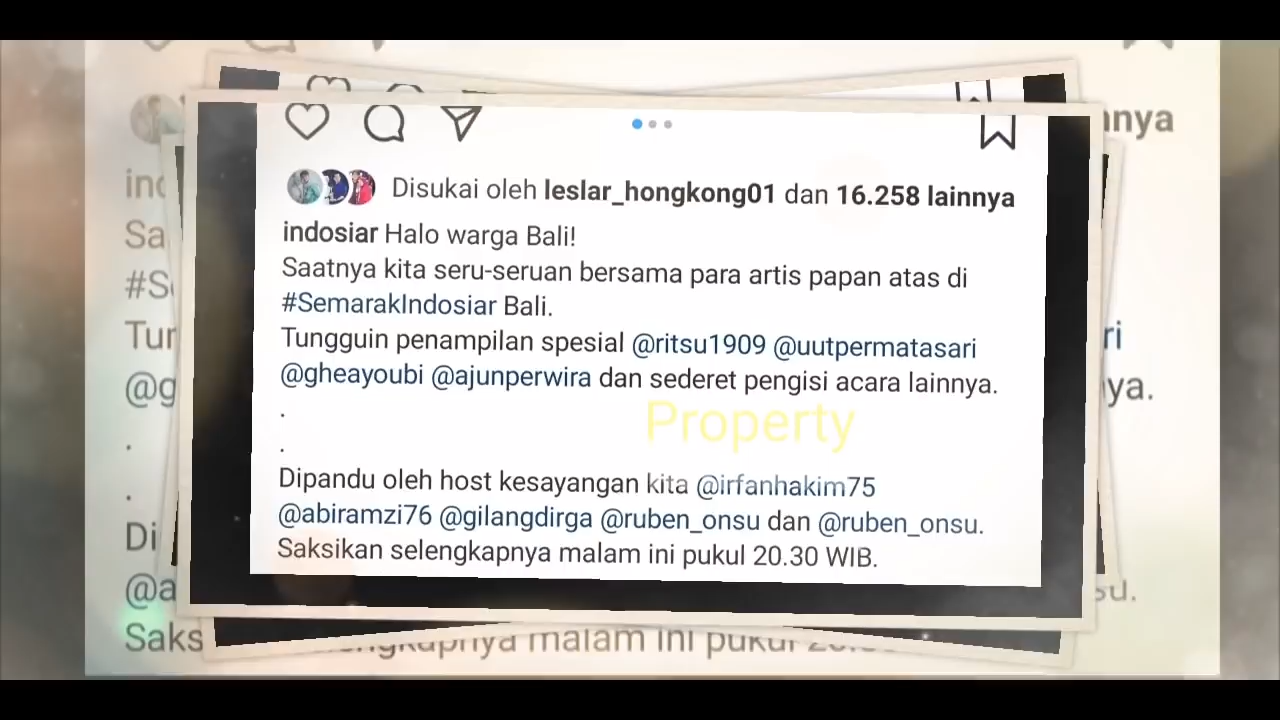 Disukai oleh leslar_hongkong01 dan 16.258 lainnya
indosiar Halo warga Bali!
Saatnya kita seru-seruan bersama para artis papan atas di
#SemarakIndosiar Bali.
Tungguin penampilan spesial @ritsu1909 @uutpermatasari
@gheayoubi @ajunperwira dan sederet pengisi acara lainnya.
.
Property
.
Dipandu oleh host kesayangan kita @irfanhakim75
@abiramzi76 @gilangdirga @ruben_onsu dan @ruben_onsu.
Saksikan selengkapnya malam ini pukul 20.30 WIB.